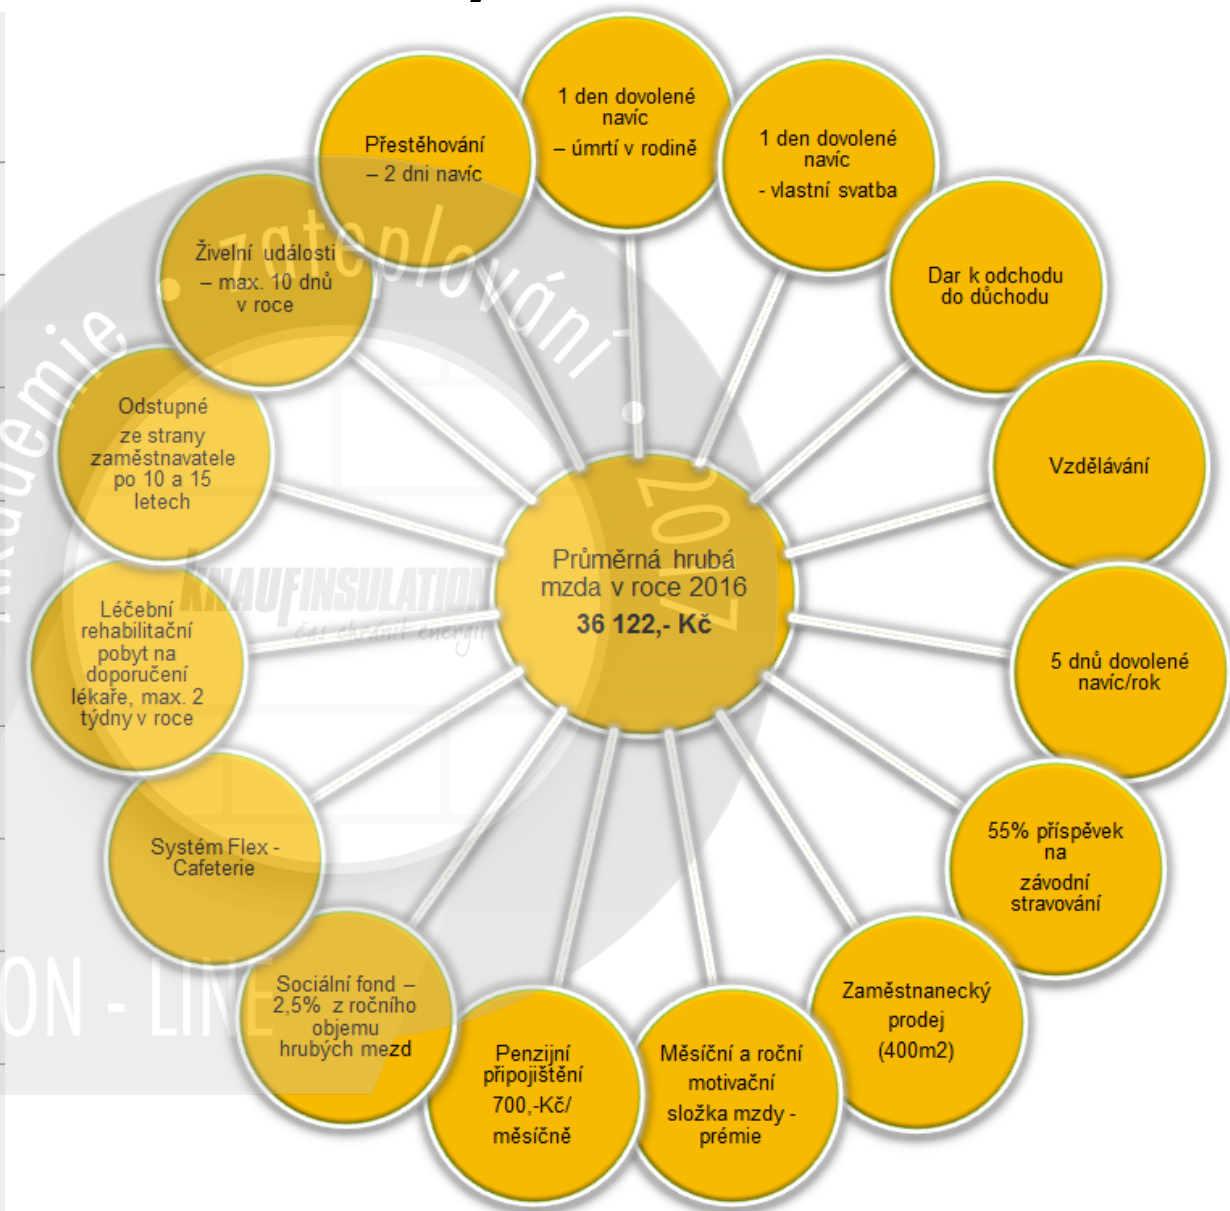 1 den dovolené
navíc
– úmrtí v rodině
1 den dovolené
navíc
- vlastní svatba
Dar k odchodu
do důchodu
Vzdělávání
5 dnů dovolené
navíc/rok
55% příspěvek
na
závodní
stravování
Zaměstnanecký
prodej
(400m2)
Měsíční a roční
motivační
složka mzdy -
prémie
Penzijní
připojištění
700,-Kč/
měsíčně
Sociální fond –
2,5% z ročního
objemu
hrubých mezd
Systém Flex -
Cafeterie
Léčební
rehabilitační
pobyt na
doporučení
lékaře, max. 2
týdny v roce
Odstupné
ze strany
zaměstnavatele
po 10 a 15
letech
Živelní události
– max. 10 dnů
v roce
Přestěhování
– 2 dni navíc
Průměrná hrubá
mzda v roce 2016
36 122,- Kč
akademie • zateplování • 2017
KNAUFINSULATION
čas chránit energii
ON - LINE